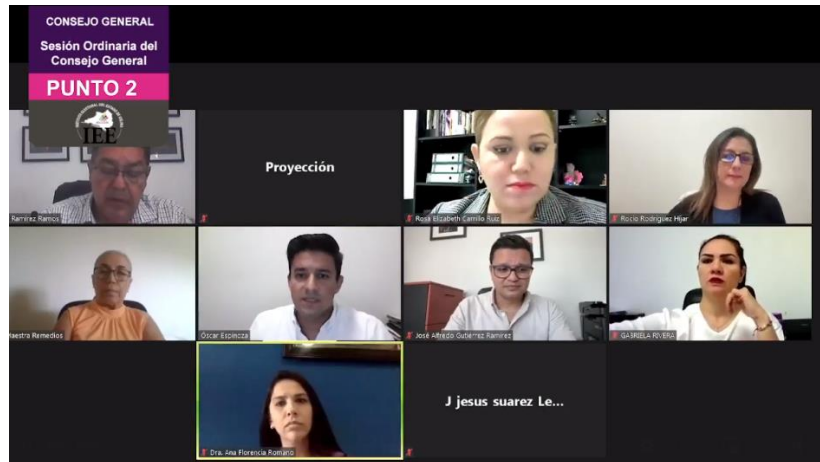 CONSEJO GENERAL
Sesión Ordinaria del
Consejo General
PUNTO 2
IEE
Ramírez Ramos
Proyección
Rosa Elizabeth Carrillo Ruiz
Rocio Rodríguez Híjar
Maestra Remedios
Óscar Espinoza
José Alfredo Gutiérrez Ramírez
GABRIELA RIVERA
Dra. Ana Florencia Romano
J jesus suarez Le...